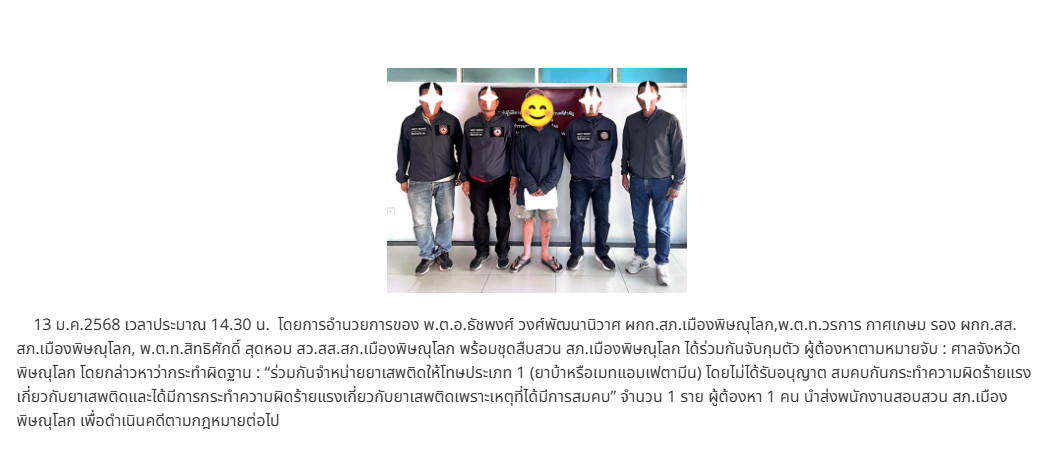 13 ม.ค.2568 เวลาประมาณ 14.30 น.  โดยการอำนวยการของ พ.ต.อ.ธัชพงศ์ วงศ์พัฒนานิวาศ ผกก.สภ.เมืองพิษณุโลก,พ.ต.ท.วรการ กาศเกษม รอง ผกก.สส.
สภ.เมืองพิษณุโลก, พ.ต.ท.สิทธิศักดิ์ สุดหอม สว.สส.สภ.เมืองพิษณุโลก พร้อมชุดสืบสวน สภ.เมืองพิษณุโลก ได้ร่วมกันจับกุมตัว ผู้ต้องหาตามหมายจับ : ศาลจังหวัด
พิษณุโลก โดยกล่าวหาว่ากระทำผิดฐาน : “ร่วมกันจำหน่ายยาเสพติดให้โทษประเภท 1 (ยาบ้าหรือเมทแอมเฟตามีน) โดยไม่ได้รับอนุญาต สมคบกันกระทำความผิดร้ายแรง
เกี่ยวกับยาเสพติดและได้มีการกระทำความผิดร้ายแรงเกี่ยวกับยาเสพติดเพราะเหตุที่ได้มีการสมคบ” จำนวน 1 ราย ผู้ต้องหา 1 คน นำส่งพนักงานสอบสวน สภ.เมือง
พิษณุโลก เพื่อดำเนินคดีตามกฎหมายต่อไป